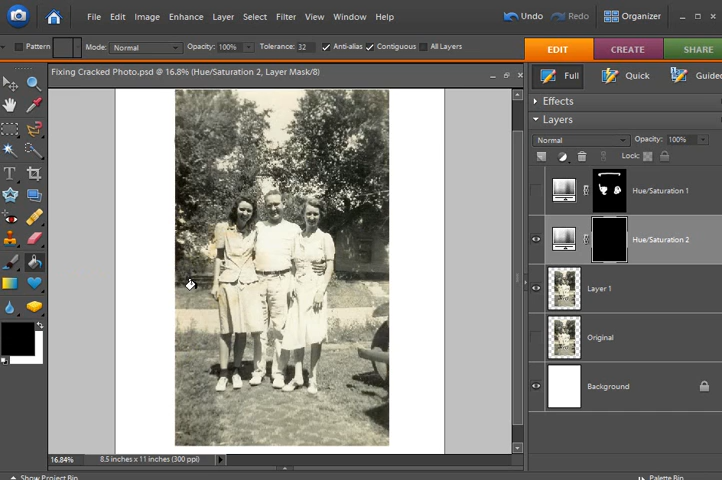 File Edit Image Enhance Layer Select Filter View Window Help Undo Redo Organizer
Pattern Mode: Normal Opacity: 100% Tolerance: 32 Anti-alias Contiguous All Layers EDIT CREATE SHARE
Fixing Cracked Photo.psd @ 16.8% (Hue/Saturation 2, Layer Mask/8)
Full Quick Guided
Effects
Layers
Normal Opacity: 100%
Lock:
Hue/Saturation 1
Hue/Saturation 2
Layer 1
Original
Background
16.84% 8.5 inches x 11 inches (300 ppi)
Show Project Bin Palette Bin